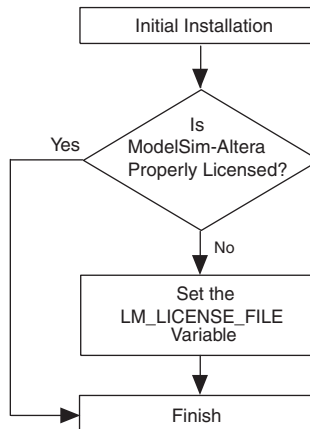 Initial Installation
Is
ModelSim-Altera
Properly Licensed?
Yes
No
Set the
LM_LICENSE_FILE
Variable
Finish